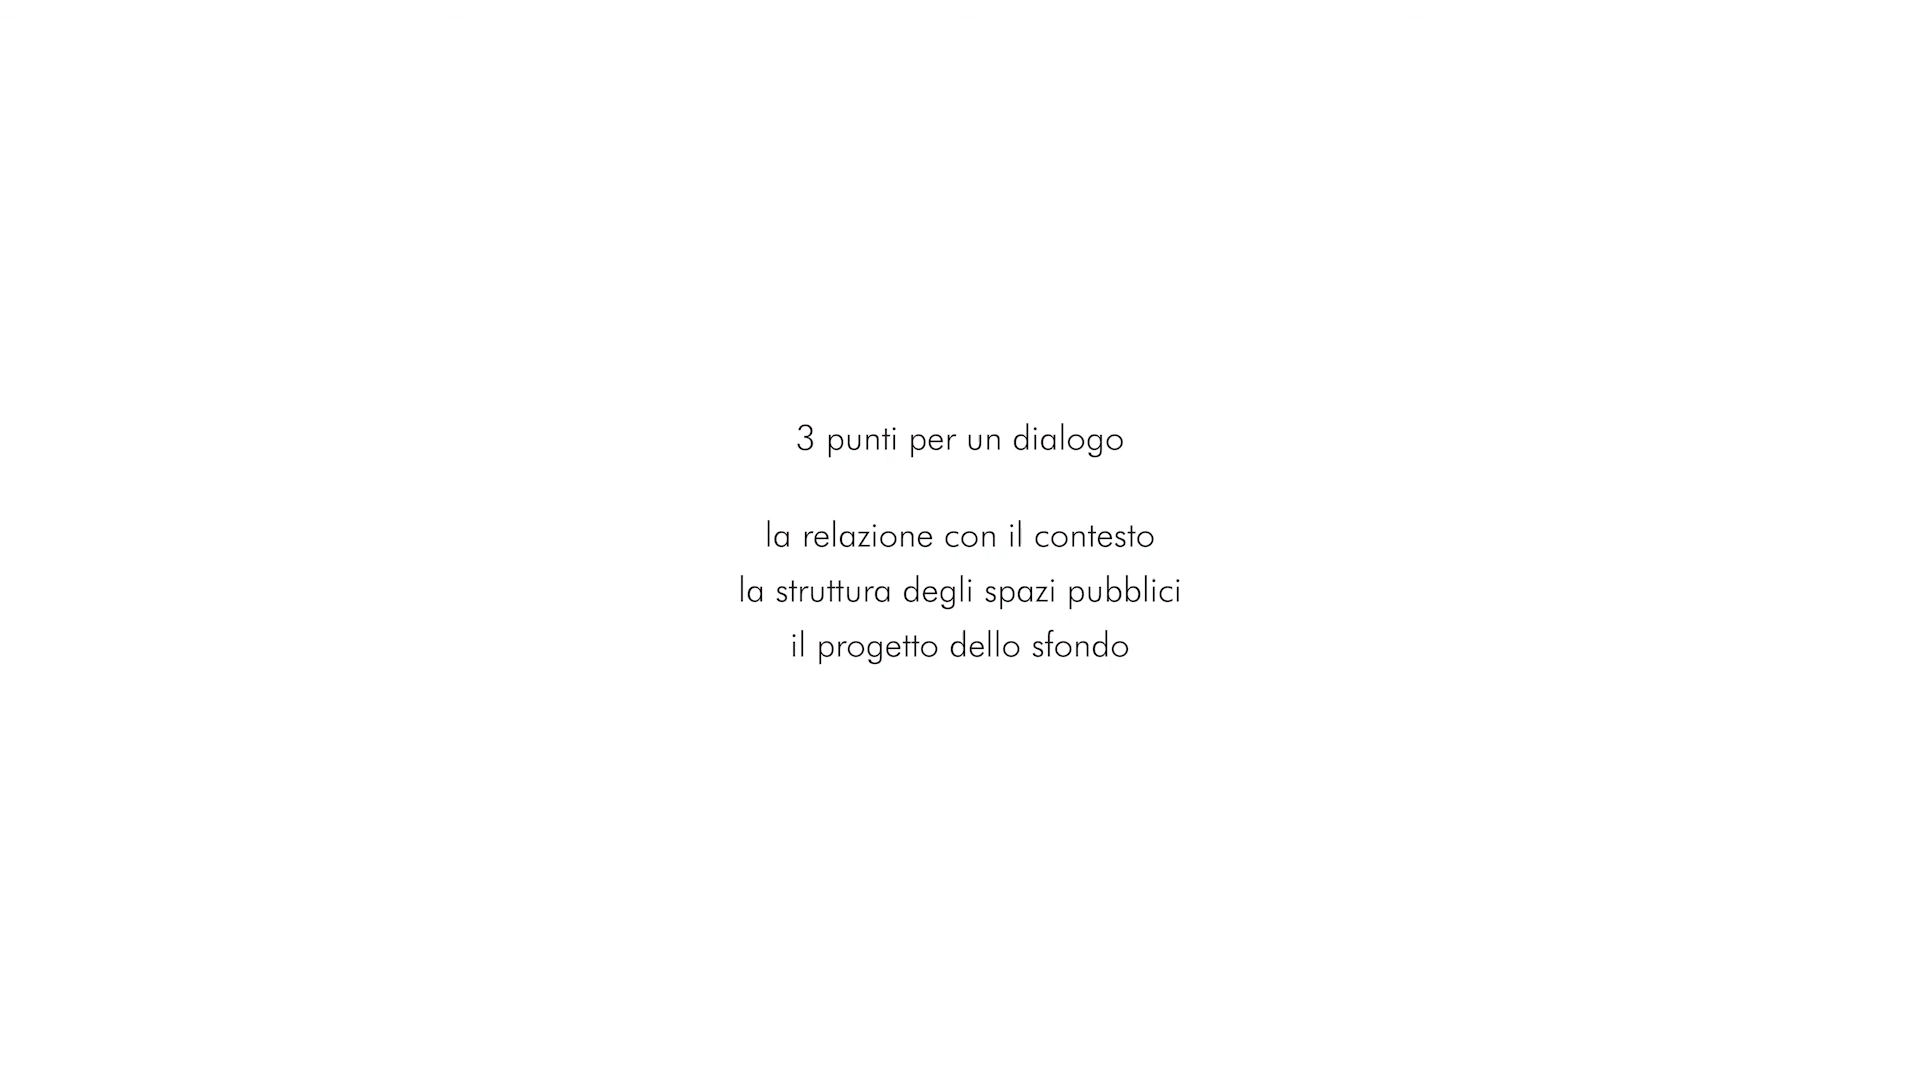 3 punti per un dialogo
la relazione con il contesto
la struttura degli spazi pubblici
il progetto dello sfondo